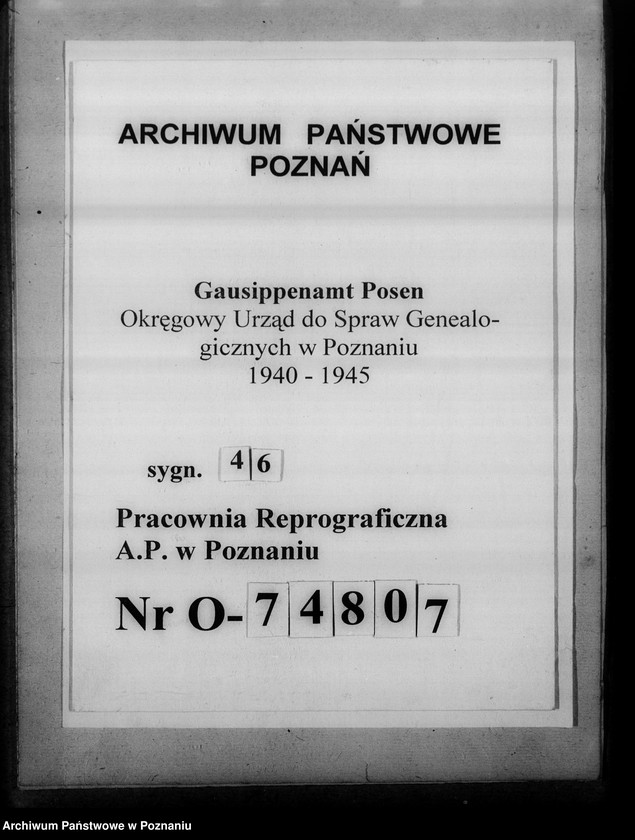 ARCHIWUM PAŃSTWOWE
POZNAŃ
Gausippenamt Posen
Okręgowy Urząd do Spraw Genealo-
gicznych w Poznaniu
1940 - 1945
sygn. 46
Pracownia Reprograficzna
A.P. w Poznaniu
Nr O-74807
Archiwum Państwowe w Poznaniu